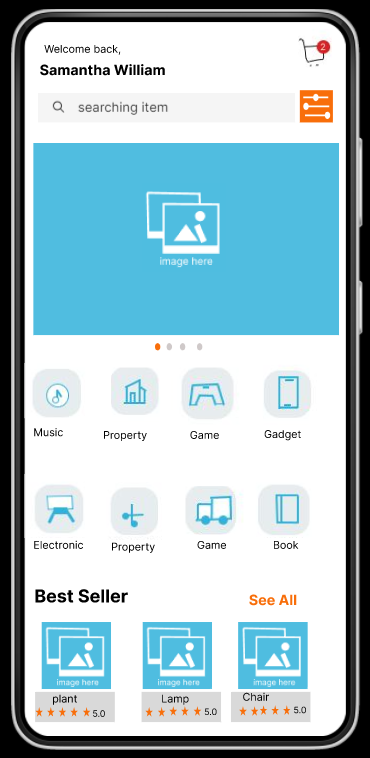 Welcome back,
2
Samantha William
searching item
image here
Music Property Game Gadget
Electronic Property Game Book
Best Seller See All
image here image here image here
plant Lamp Chair
5.0 5.0 5.0